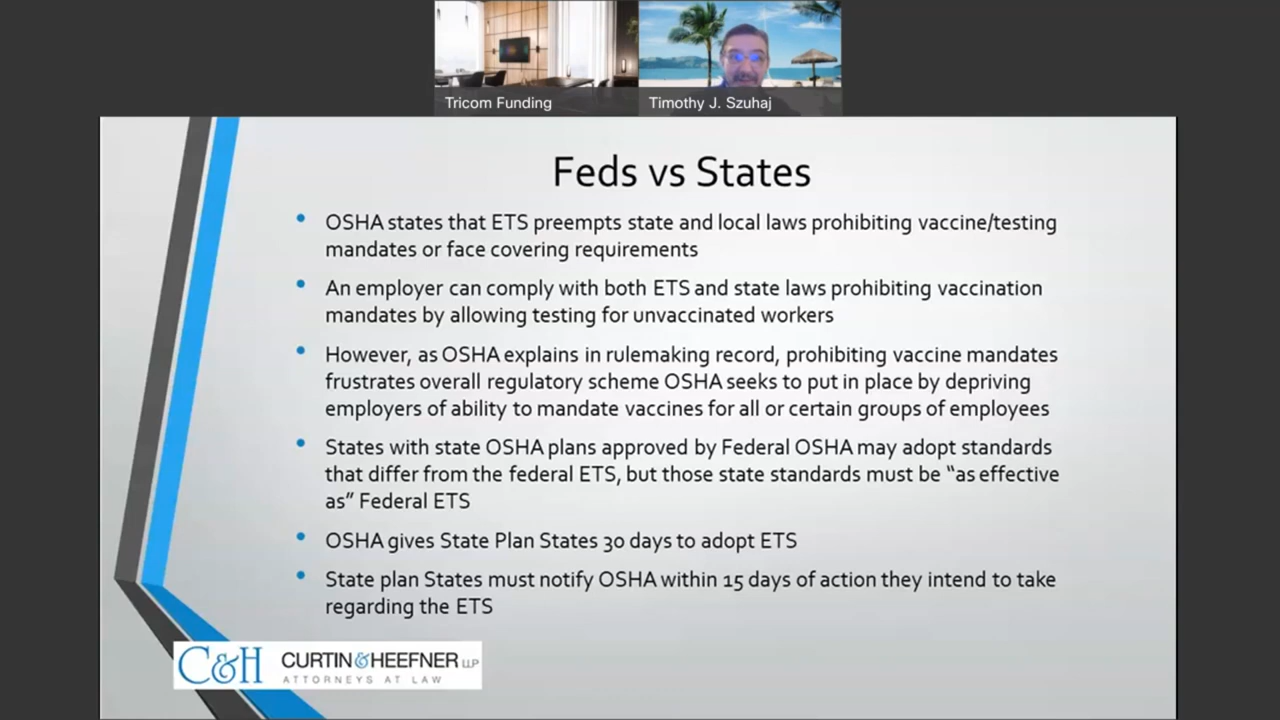 Tricom Funding
Timothy J. Szuhaj
Feds vs States
• OSHA states that ETS preempts state and local laws prohibiting vaccine/testing
mandates or face covering requirements
• An employer can comply with both ETS and state laws prohibiting vaccination
mandates by allowing testing for unvaccinated workers
• However, as OSHA explains in rulemaking record, prohibiting vaccine mandates
frustrates overall regulatory scheme OSHA seeks to put in place by depriving
employers of ability to mandate vaccines for all or certain groups of employees
• States with state OSHA plans approved by Federal OSHA may adopt standards
that differ from the federal ETS, but those state standards must be “as effective
as” Federal ETS
• OSHA gives State Plan States 30 days to adopt ETS
• State plan States must notify OSHA within 15 days of action they intend to take
regarding the ETS
C&H CURTIN & HEEFNER LLP
ATTORNEYS AT LAW